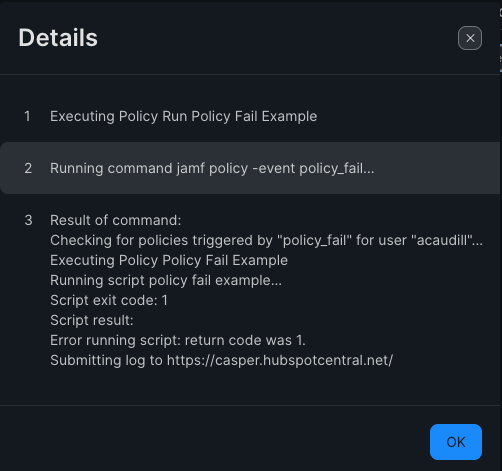 Details
1 Executing Policy Run Policy Fail Example
2 Running command jamf policy -event policy_fail...
3 Result of command:
Checking for policies triggered by "policy_fail" for user "acaudill"...
Executing Policy Policy Fail Example
Running script policy fail example...
Script exit code: 1
Script result:
Error running script: return code was 1.
Submitting log to https://casper.hubspotcentral.net/
OK